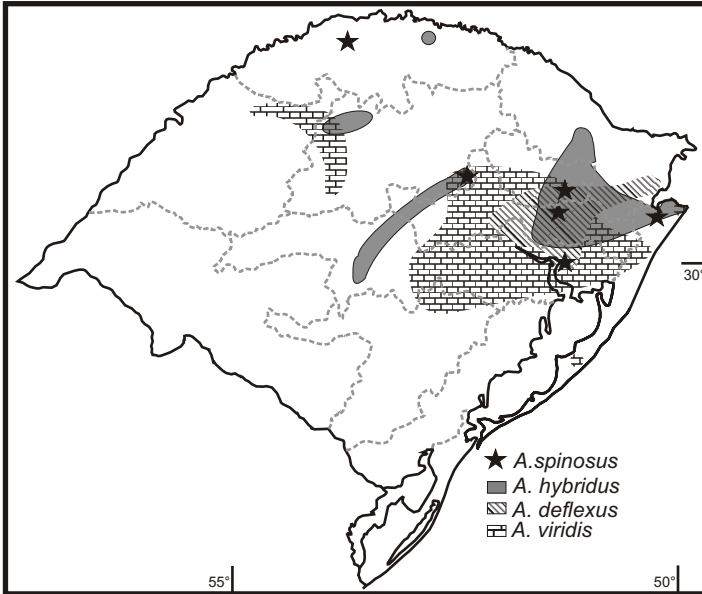 30°
A.spinosus
A. hybridus
A. deflexus
A. viridis
55°
50°